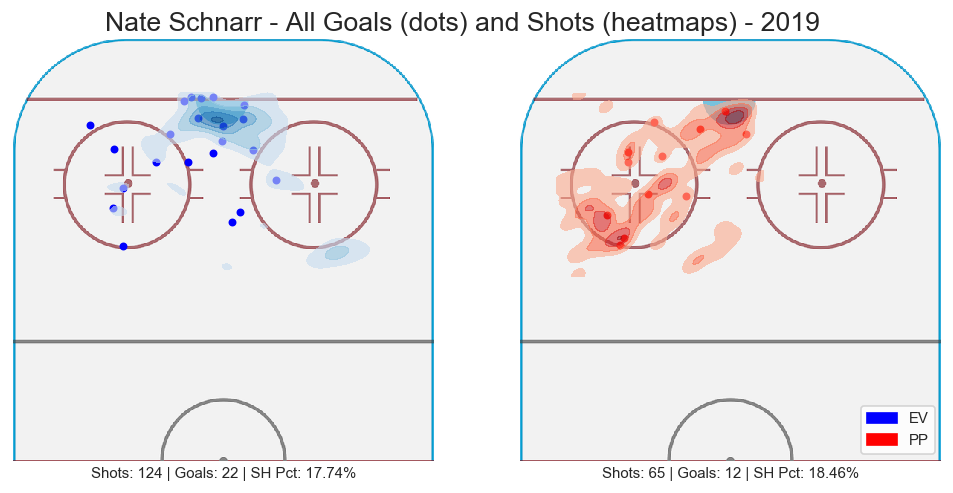 Nate Schnarr - All Goals (dots) and Shots (heatmaps) - 2019
EV
PP
Shots: 124 | Goals: 22 | SH Pct: 17.74%
Shots: 65 | Goals: 12 | SH Pct: 18.46%